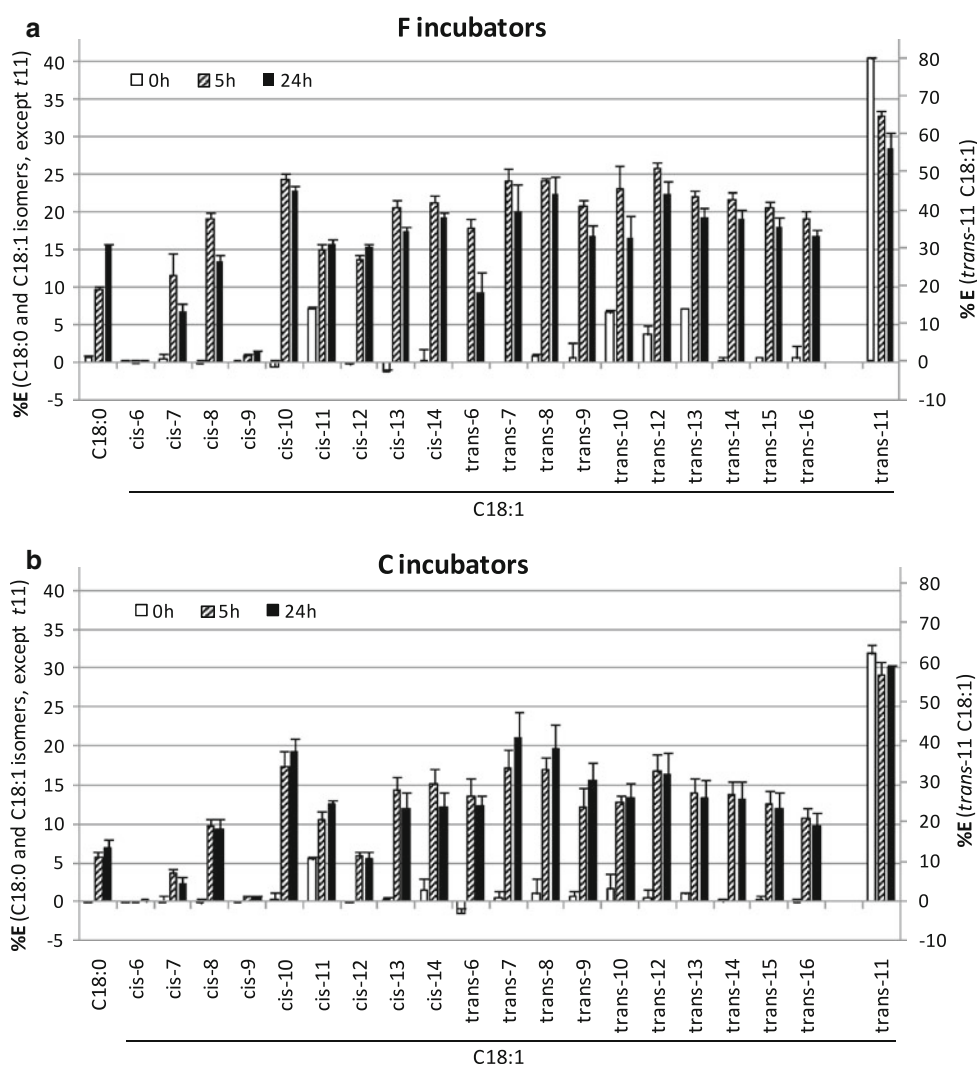 a
F incubators
%E (C18:0 and C18:1 isomers, except t11)
%E (trans-11 C18:1)
0h 5h 24h
40
35
30
25
20
15
10
5
0
-5
80
70
60
50
40
30
20
10
0
-10
C18:0 cis-6 cis-7 cis-8 cis-9 cis-10 cis-11 cis-12 cis-13 cis-14 trans-6 trans-7 trans-8 trans-9 trans-10 trans-12 trans-13 trans-14 trans-15 trans-16 trans-11
C18:1
b
C incubators
%E (C18:0 and C18:1 isomers, except t11)
%E (trans-11 C18:1)
0h 5h 24h
40
35
30
25
20
15
10
5
0
-5
80
70
60
50
40
30
20
10
0
-10
C18:0 cis-6 cis-7 cis-8 cis-9 cis-10 cis-11 cis-12 cis-13 cis-14 trans-6 trans-7 trans-8 trans-9 trans-10 trans-12 trans-13 trans-14 trans-15 trans-16 trans-11
C18:1